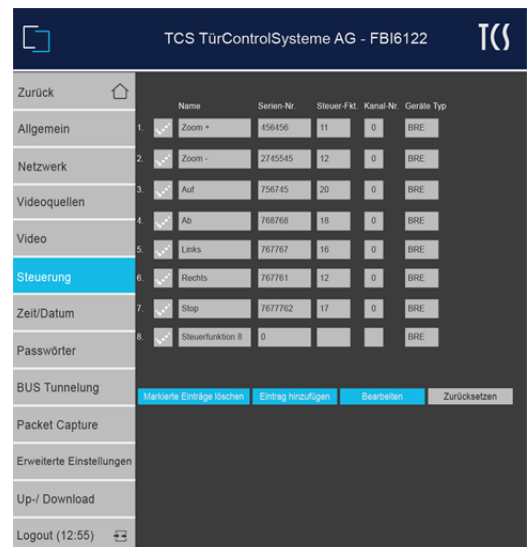 TCS TürControlSysteme AG - FBI6122
TCS
Zurück
Allgemein
Netzwerk
Videoquellen
Video
Steuerung
Zeit/Datum
Passwörter
BUS Tunnelung
Packet Capture
Erweiterte Einstellungen
Up-/ Download
Logout (12:55)
Name Serien-Nr. Steuer-Fkt. Kanal-Nr. Geräte Typ
1. Zoom + 456456 11 0 BRE
2. Zoom - 2745545 12 0 BRE
3. Auf 756745 20 0 BRE
4. Ab 768768 18 0 BRE
5. Links 767767 16 0 BRE
6. Rechts 767761 12 0 BRE
7. Stop 7677762 17 0 BRE
8. Steuerfunktion 8 0 BRE
Markierte Einträge löschen Eintrag hinzufügen Bearbeiten Zurücksetzen